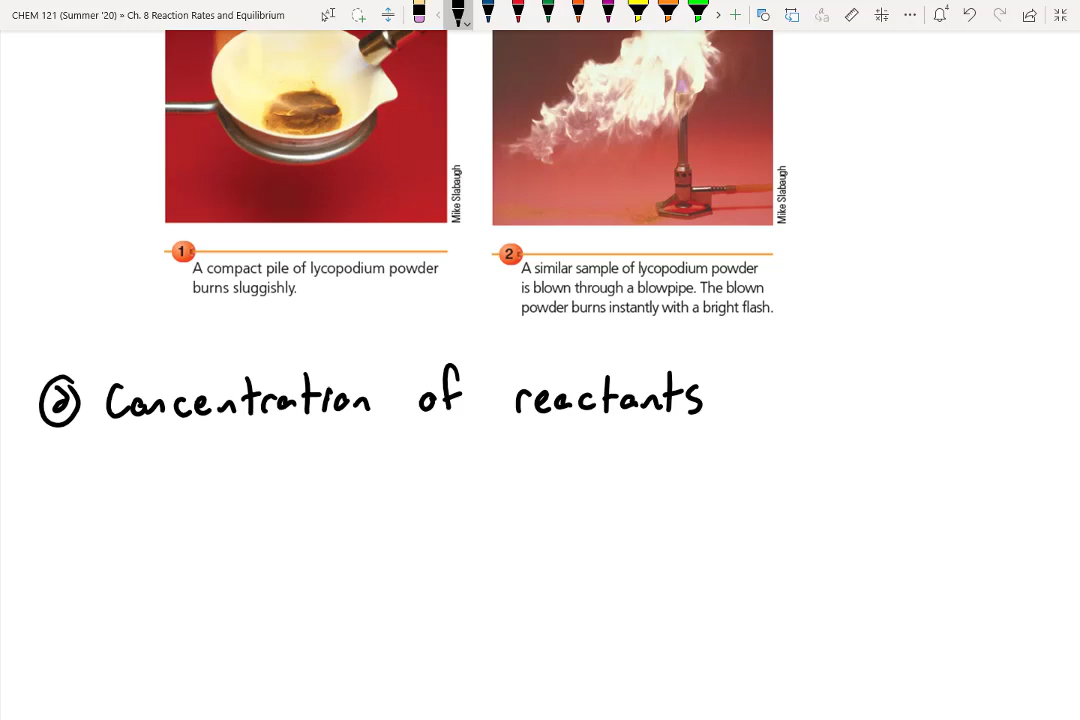 CHEM 121 (Summer '20) » Ch. 8 Reaction Rates and Equilibrium
4
Mike Slabaugh
Mike Slabaugh
1
A compact pile of lycopodium powder
burns sluggishly.
2
A similar sample of lycopodium powder
is blown through a blowpipe. The blown
powder burns instantly with a bright flash.
② Concentration of reactants